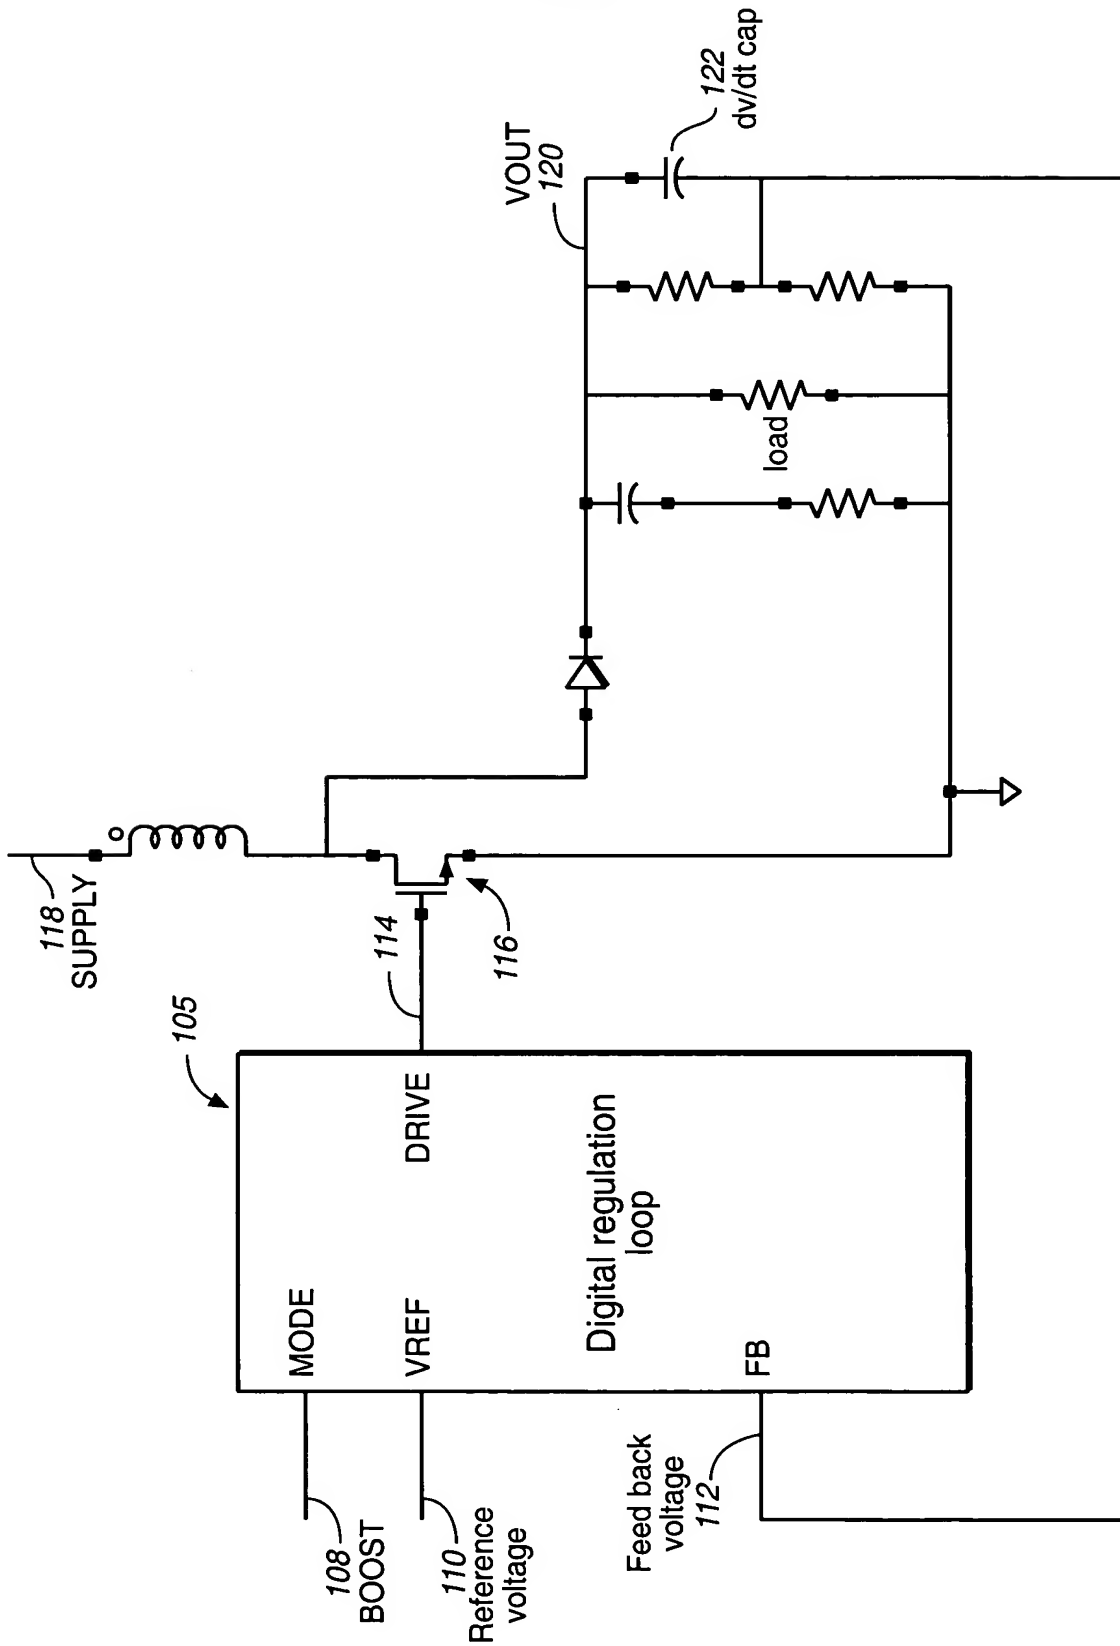 118
SUPPLY
VOUT
120
122
dv/dt cap
105
114
116
load
108
BOOST
MODE
DRIVE
110
Reference
voltage
VREF
Digital regulation
loop
Feed back
voltage
112
FB